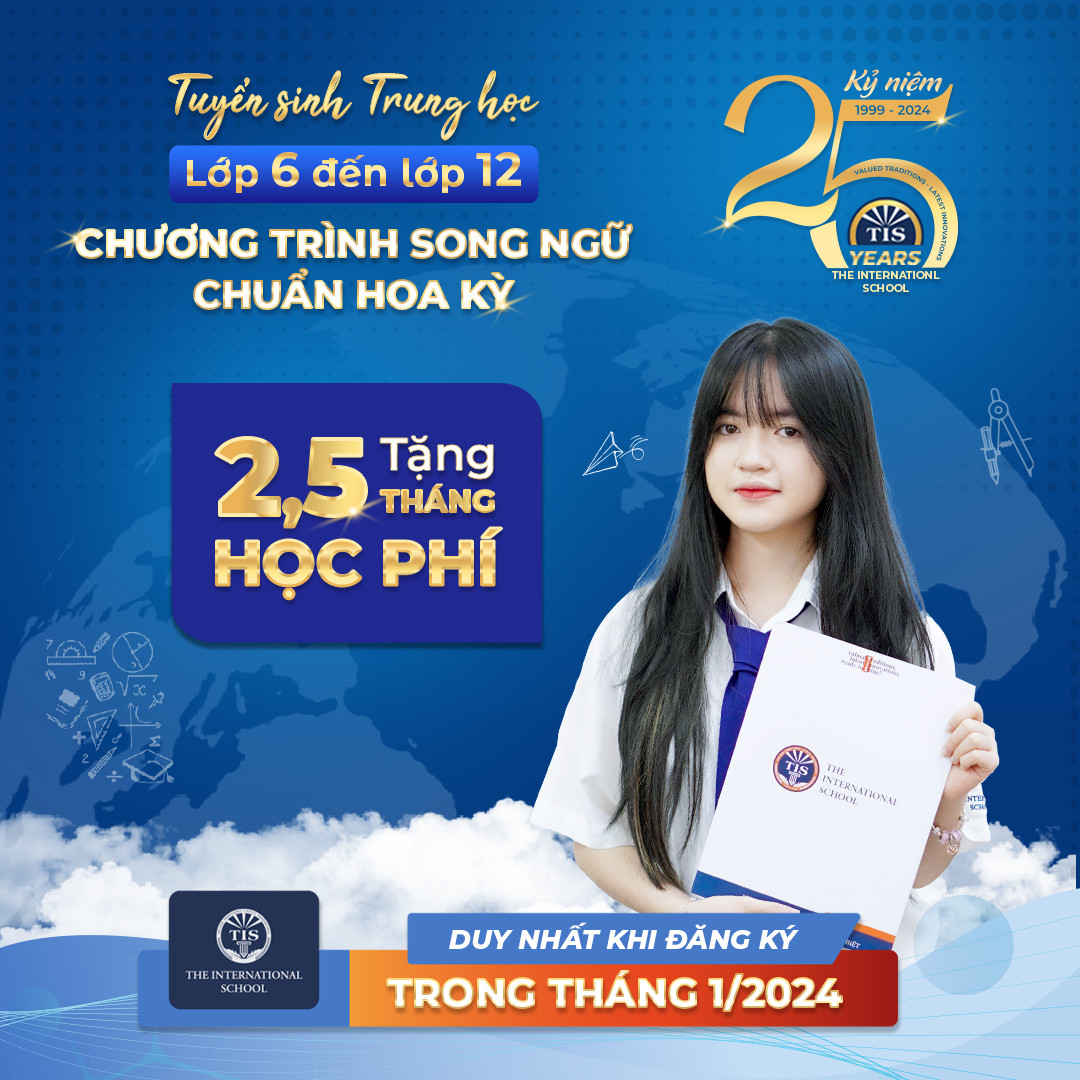 Tuyển sinh Trung học
Lớp 6 đến lớp 12
CHƯƠNG TRÌNH SONG NGỮ
CHUẨN HOA KỲ
Kỷ niệm
1999 - 2024
25
VALUED TRADITIONS - LATEST INNOVATIONS
TIS
YEARS
THE INTERNATIONL
SCHOOL
2,5 Tặng
THÁNG
HỌC PHÍ
TIS
THE
INTERNATIONAL
SCHOOL
TIS
THE INTERNATIONAL
SCHOOL
DUY NHẤT KHI ĐĂNG KÝ
TRONG THÁNG 1/2024